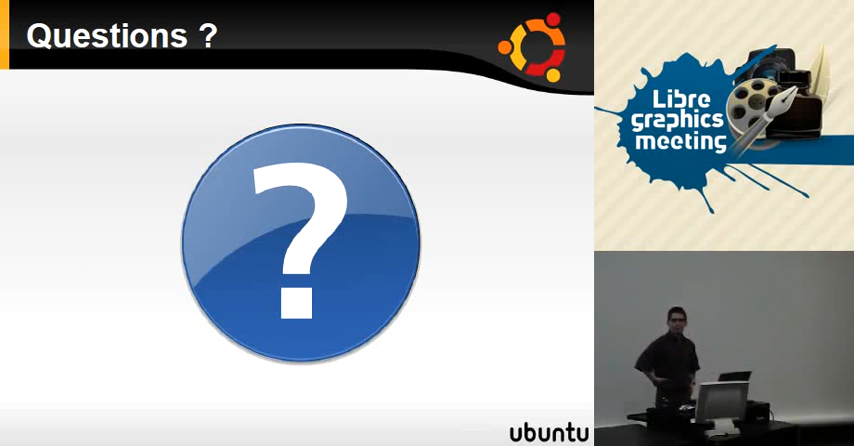 Questions ?
?
ubuntu
Libre
graphics
meeting